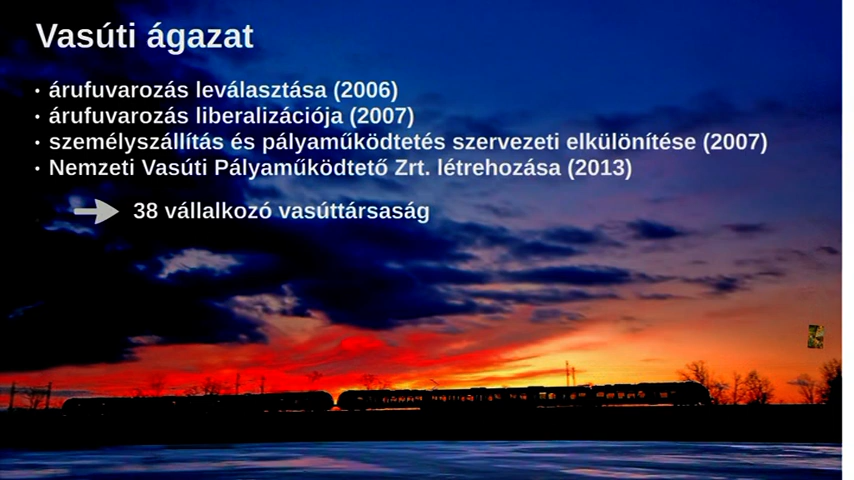 Vasúti ágazat
• árufuvarozás leválasztása (2006)
• árufuvarozás liberalizációja (2007)
• személyszállítás és pályaműködtetés szervezeti elkülönítése (2007)
• Nemzeti Vasúti Pályaműködtető Zrt. létrehozása (2013)
38 vállalkozó vasúttársaság